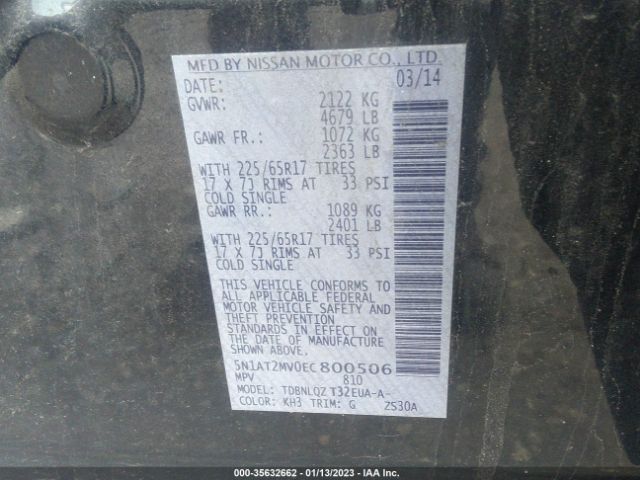 MFD BY NISSAN MOTOR CO., LTD.
DATE: 03/14
GVWR: 2122 KG
4679 LB
GAWR FR.: 1072 KG
2363 LB
WITH 225/65R17 TIRES
17 X 7J RIMS AT 33 PSI
COLD SINGLE
GAWR RR.: 1089 KG
2401 LB
WITH 225/65R17 TIRES
17 X 7J RIMS AT 33 PSI
COLD SINGLE
THIS VEHICLE CONFORMS TO
ALL APPLICABLE FEDERAL
MOTOR VEHICLE SAFETY AND
THEFT PREVENTION
STANDARDS IN EFFECT ON
THE DATE OF MANUFACTURE
SHOWN ABOVE.
5N1AT2MV0EC800506
MPV 810
MODEL: TDBNLQZ T32EUA-A-
COLOR: KH3 TRIM: G ZS30A
000-35632662 - 01/13/2023 - IAA Inc.